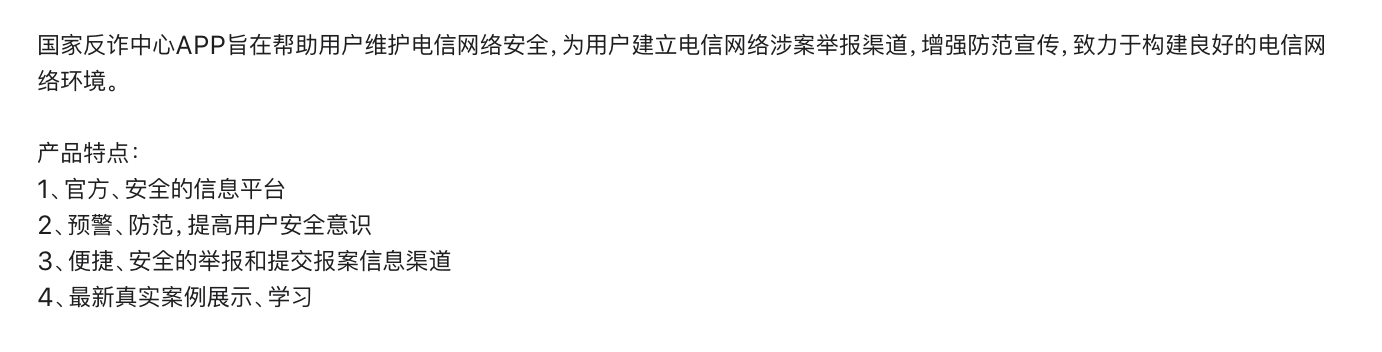 国家反诈中心APP旨在帮助用户维护电信网络安全，为用户建立电信网络涉案举报渠道，增强防范宣传，致力于构建良好的电信网
络环境。
产品特点：
1、官方、安全的信息平台
2、预警、防范，提高用户安全意识
3、便捷、安全的举报和提交报案信息渠道
4、最新真实案例展示、学习